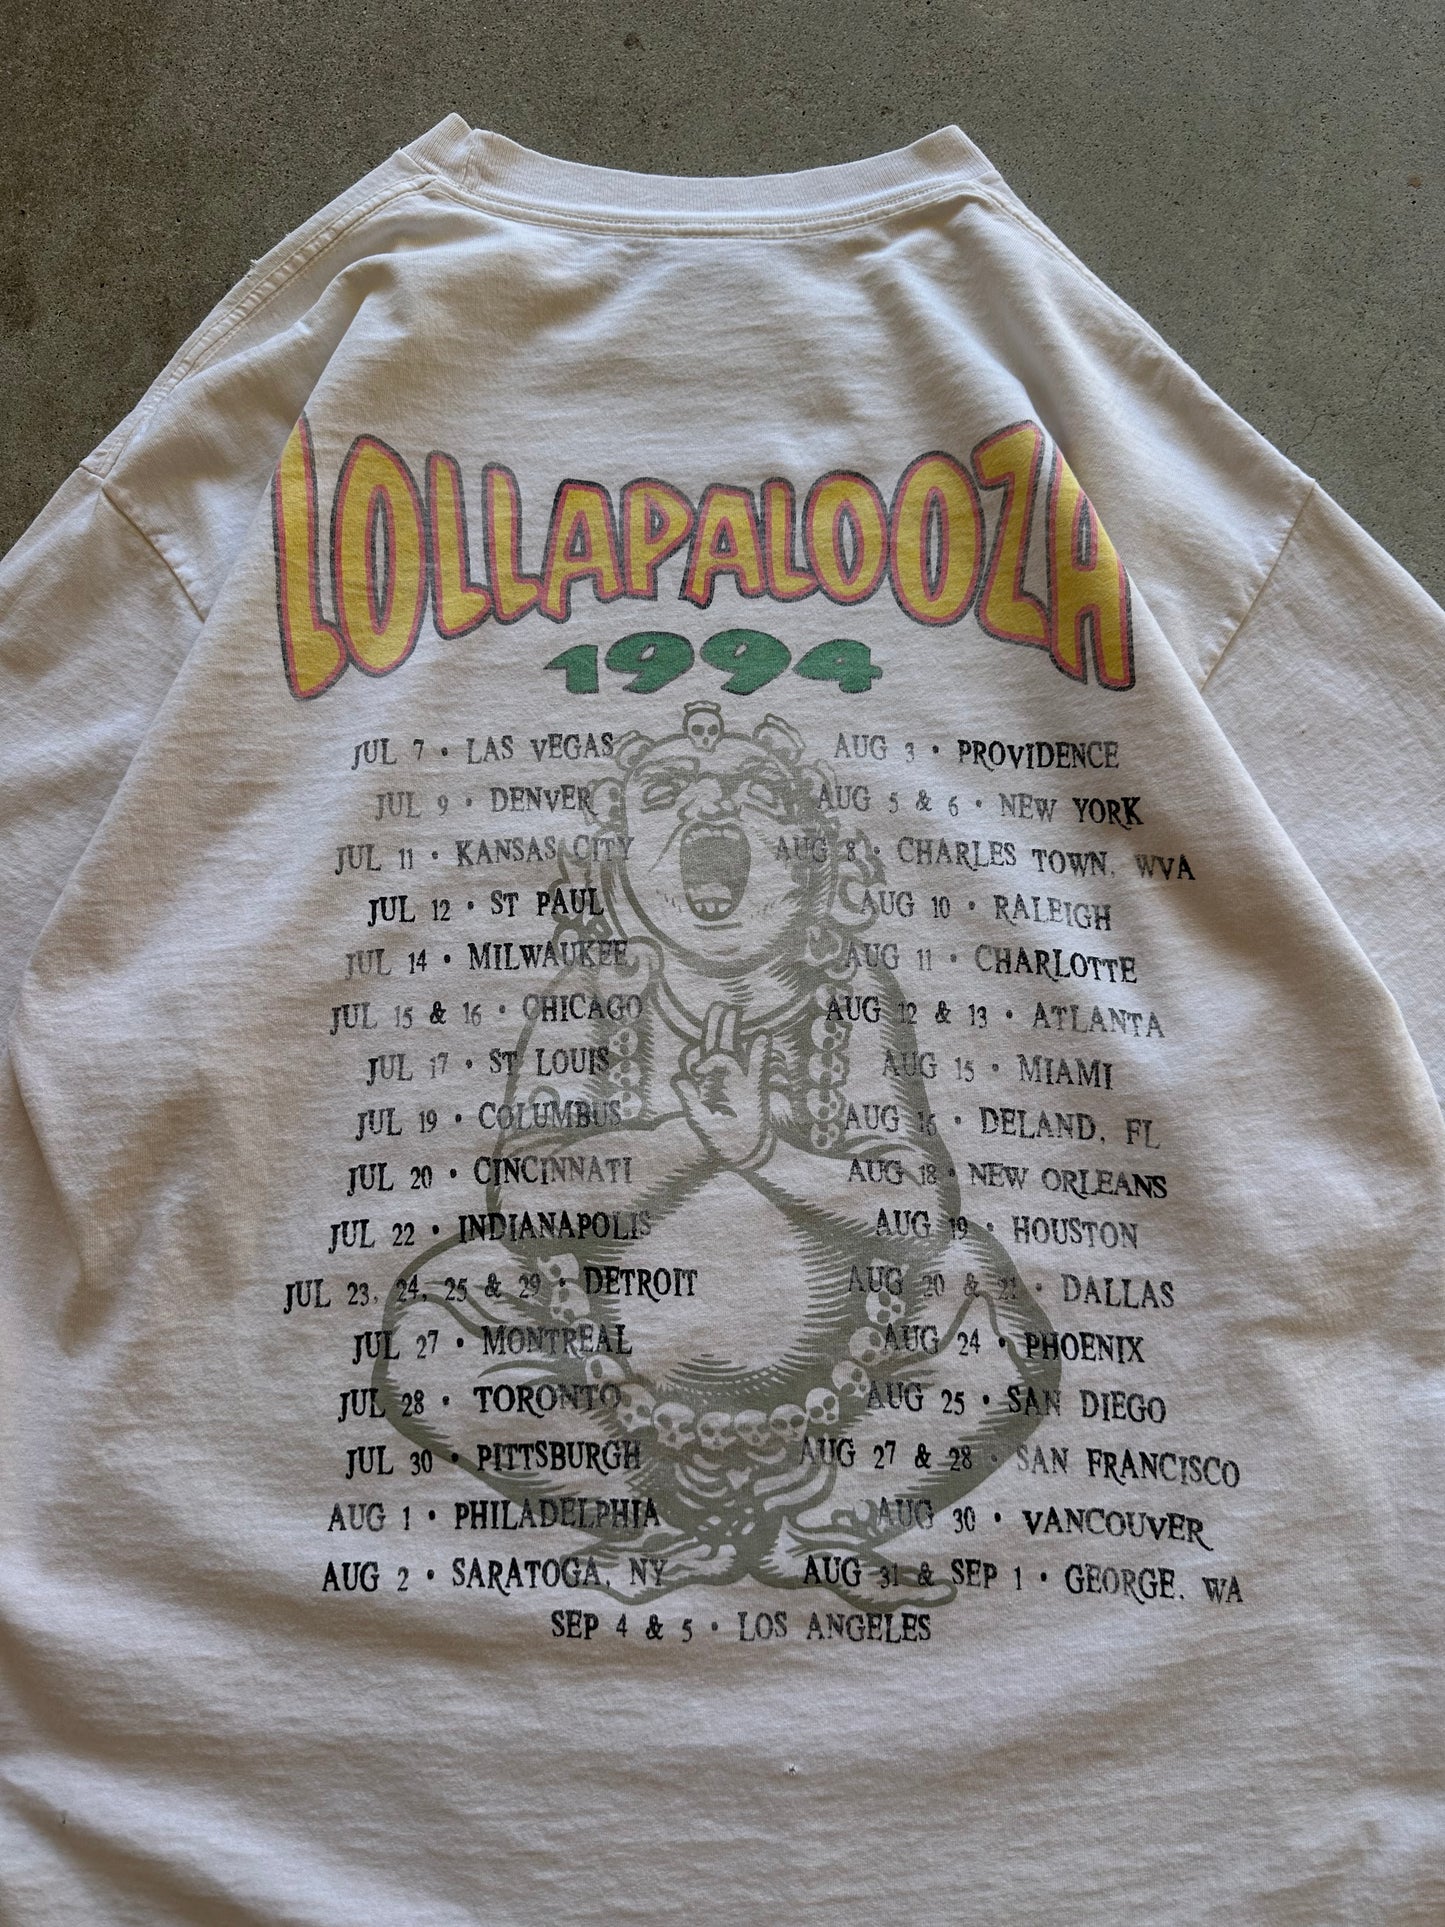 LOLLAPALOOZA
1994
JUL 7 • LAS VEGAS
JUL 9 • DENVER
JUL 11 • KANSAS CITY
JUL 12 • ST PAUL
JUL 14 • MILWAUKEE
JUL 15 & 16 • CHICAGO
JUL 17 • ST LOUIS
JUL 19 • COLUMBUS
JUL 20 • CINCINNATI
JUL 22 • INDIANAPOLIS
JUL 23, 24, 25 & 29 • DETROIT
JUL 27 • MONTREAL
JUL 28 • TORONTO
JUL 30 • PITTSBURGH
AUG 1 • PHILADELPHIA
AUG 2 • SARATOGA, NY
AUG 3 • PROVIDENCE
AUG 5 & 6 • NEW YORK
AUG 8 • CHARLES TOWN, WVA
AUG 10 • RALEIGH
AUG 11 • CHARLOTTE
AUG 12 & 13 • ATLANTA
AUG 15 • MIAMI
AUG 16 • DELAND, FL
AUG 18 • NEW ORLEANS
AUG 19 • HOUSTON
AUG 20 & 21 • DALLAS
AUG 24 • PHOENIX
AUG 25 • SAN DIEGO
AUG 27 & 28 • SAN FRANCISCO
AUG 30 • VANCOUVER
AUG 31 & SEP 1 • GEORGE, WA
SEP 4 & 5 • LOS ANGELES